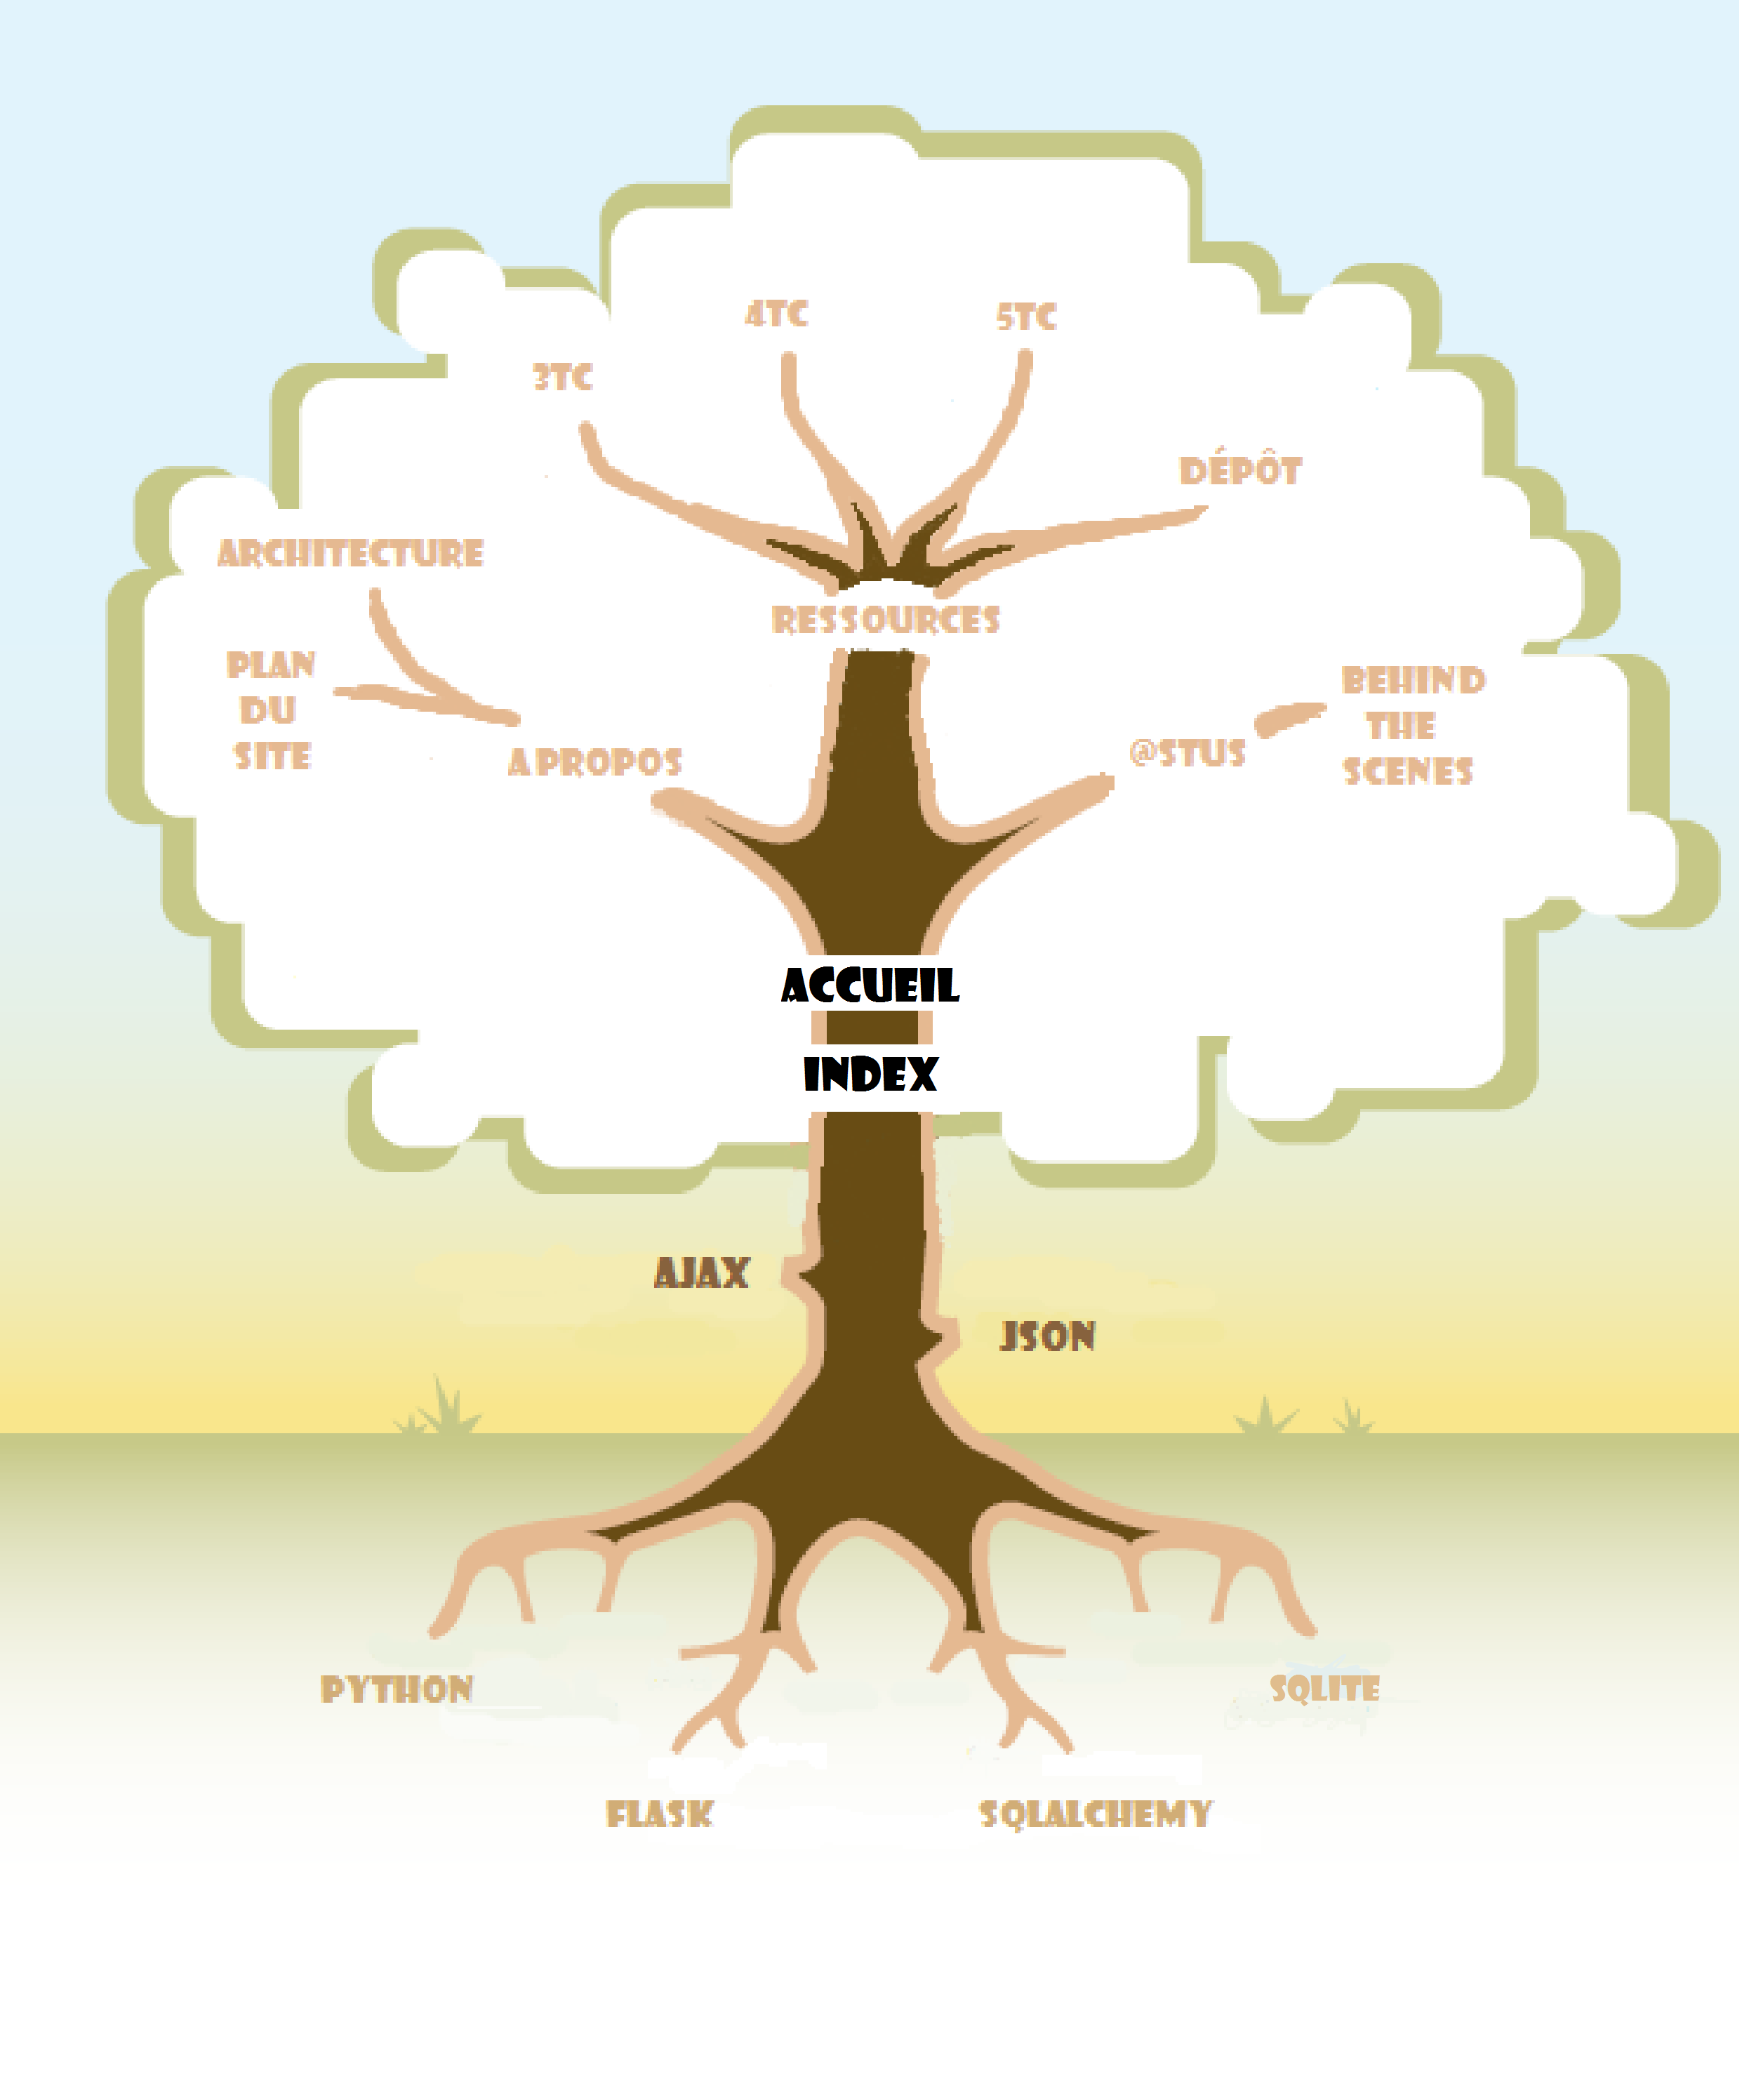 4TC
5TC
3TC
DÉPÔT
ARCHITECTURE
RESSOURCES
PLAN
DU
SITE
BEHIND
THE
SCENES
A PROPOS
@STUS
ACCUEIL
INDEX
AJAX
JSON
PYTHON
SQLITE
FLASK
SQLALCHEMY